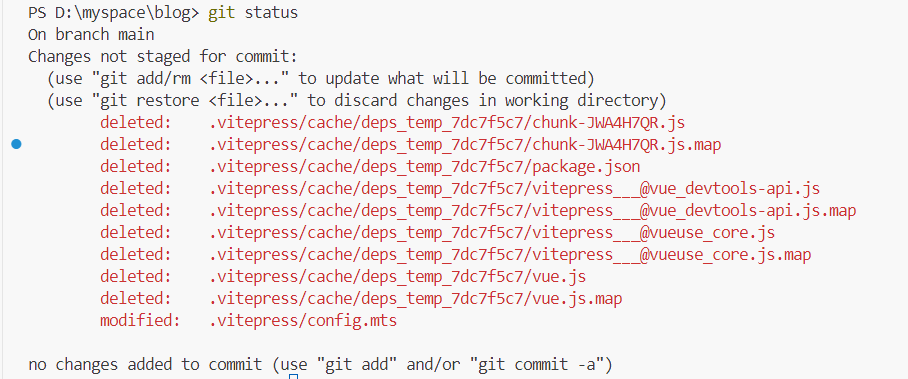 PS D:\myspace\blog> git status
On branch main
Changes not staged for commit:
  (use "git add/rm <file>..." to update what will be committed)
  (use "git restore <file>..." to discard changes in working directory)
        deleted:    .vitepress/cache/deps_temp_7dc7f5c7/chunk-JWA4H7QR.js
        deleted:    .vitepress/cache/deps_temp_7dc7f5c7/chunk-JWA4H7QR.js.map
        deleted:    .vitepress/cache/deps_temp_7dc7f5c7/package.json
        deleted:    .vitepress/cache/deps_temp_7dc7f5c7/vitepress___@vue_devtools-api.js
        deleted:    .vitepress/cache/deps_temp_7dc7f5c7/vitepress___@vue_devtools-api.js.map
        deleted:    .vitepress/cache/deps_temp_7dc7f5c7/vitepress___@vueuse_core.js
        deleted:    .vitepress/cache/deps_temp_7dc7f5c7/vitepress___@vueuse_core.js.map
        deleted:    .vitepress/cache/deps_temp_7dc7f5c7/vue.js
        deleted:    .vitepress/cache/deps_temp_7dc7f5c7/vue.js.map
        modified:   .vitepress/config.mts

no changes added to commit (use "git add" and/or "git commit -a")